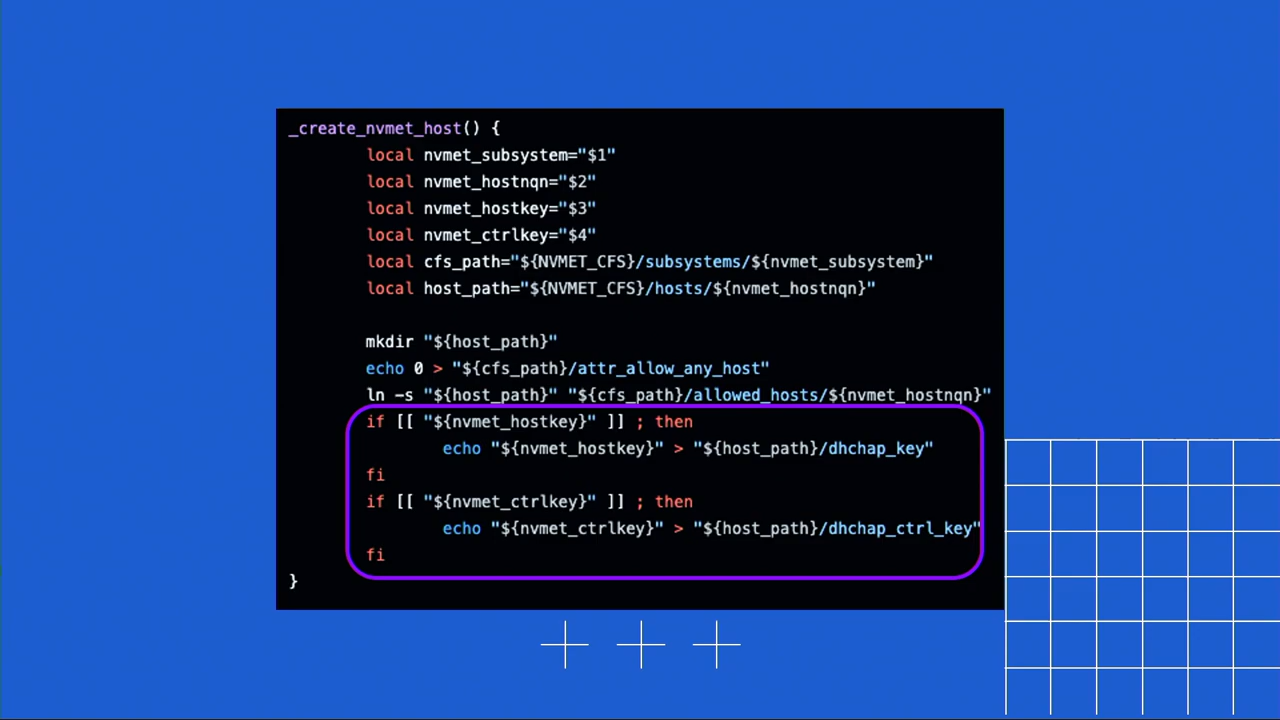 _create_nvmet_host() {
local nvmet_subsystem="$1"
local nvmet_hostnqn="$2"
local nvmet_hostkey="$3"
local nvmet_ctrlkey="$4"
local cfs_path="${NVMET_CFS}/subsystems/${nvmet_subsystem}"
local host_path="${NVMET_CFS}/hosts/${nvmet_hostnqn}"
mkdir "${host_path}"
echo 0 > "${cfs_path}/attr_allow_any_host"
ln -s "${host_path}" "${cfs_path}/allowed_hosts/${nvmet_hostnqn}"
if [[ "${nvmet_hostkey}" ]] ; then
echo "${nvmet_hostkey}" > "${host_path}/dhchap_key"
fi
if [[ "${nvmet_ctrlkey}" ]] ; then
echo "${nvmet_ctrlkey}" > "${host_path}/dhchap_ctrl_key"
fi
}